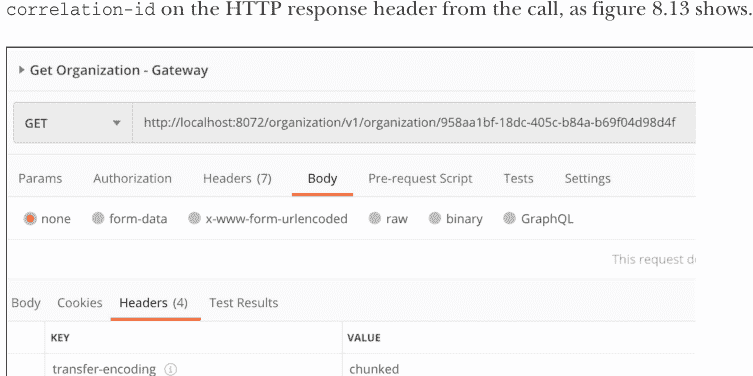 correlation-id on the HTTP response header from the call, as figure 8.13 shows.
Get Organization - Gateway
GET http://localhost:8072/organization/v1/organization/958aa1bf-18dc-405c-b84a-b69f04d98d4f
Params Authorization Headers (7) Body Pre-request Script Tests Settings
none form-data x-www-form-urlencoded raw binary GraphQL
This request d
Body Cookies Headers (4) Test Results
KEY VALUE
transfer-encoding chunked